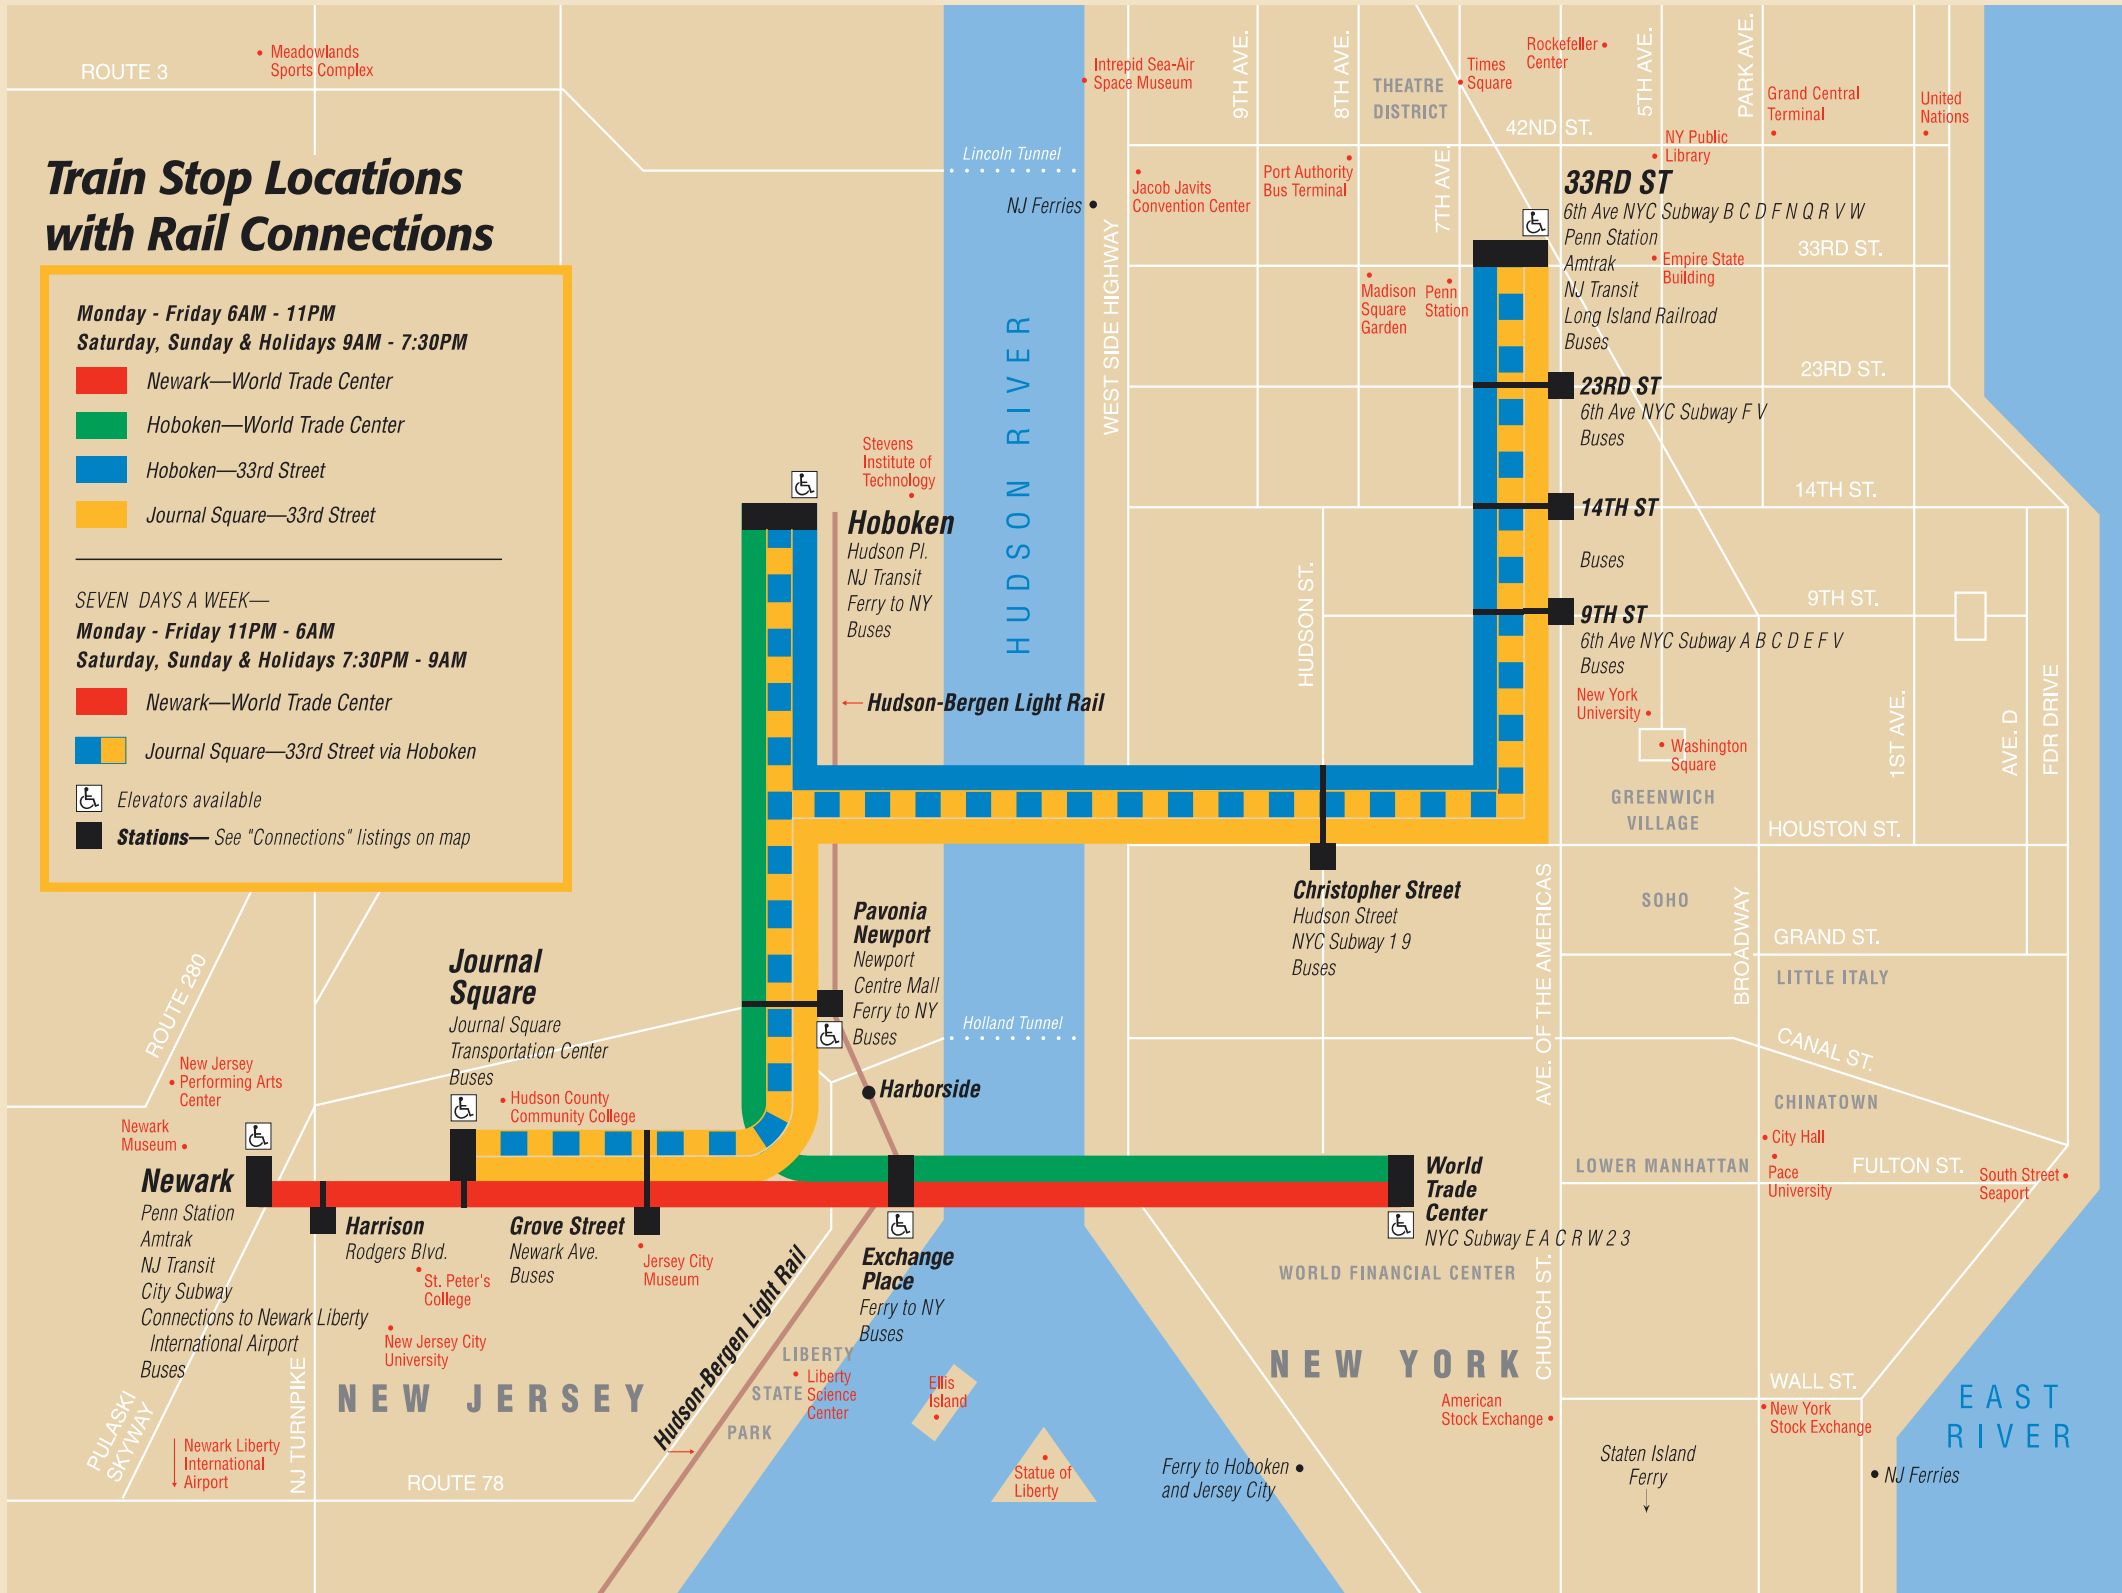 Train Stop Locations
with Rail Connections
Monday - Friday 6AM - 11PM
Saturday, Sunday & Holidays 9AM - 7:30PM
Newark—World Trade Center
Hoboken—World Trade Center
Hoboken—33rd Street
Journal Square—33rd Street
SEVEN DAYS A WEEK—
Monday - Friday 11PM - 6AM
Saturday, Sunday & Holidays 7:30PM - 9AM
Newark—World Trade Center
Journal Square—33rd Street via Hoboken
Elevators available
Stations— See "Connections" listings on map
ROUTE 3
Meadowlands
Sports Complex
Lincoln Tunnel
NJ Ferries
HUDSON RIVER
Intrepid Sea-Air
Space Museum
Jacob Javits
Convention Center
WEST SIDE HIGHWAY
9TH AVE.
8TH AVE.
Port Authority
Bus Terminal
THEATRE
DISTRICT
7TH AVE.
Times
Square
Rockefeller
Center
42ND ST.
5TH AVE.
PARK AVE.
NY Public
Library
Grand Central
Terminal
United
Nations
Madison
Square
Garden
Penn
Station
33RD ST
6th Ave NYC Subway B C D F N Q R V W
Penn Station
Amtrak
NJ Transit
Long Island Railroad
Buses
Empire State
Building
33RD ST.
23RD ST
6th Ave NYC Subway F V
Buses
23RD ST.
14TH ST
Buses
14TH ST.
9TH ST
6th Ave NYC Subway A B C D E F V
Buses
9TH ST.
New York
University
Washington
Square
GREENWICH
VILLAGE
1ST AVE.
AVE. D
FDR DRIVE
HOUSTON ST.
HUDSON ST.
Stevens
Institute of
Technology
Hoboken
Hudson Pl.
NJ Transit
Ferry to NY
Buses
Hudson-Bergen Light Rail
Christopher Street
Hudson Street
NYC Subway 1 9
Buses
SOHO
AVE. OF THE AMERICAS
BROADWAY
GRAND ST.
LITTLE ITALY
CANAL ST.
CHINATOWN
City Hall
Pace
University
LOWER MANHATTAN
FULTON ST.
South Street
Seaport
Pavonia
Newport
Newport
Centre Mall
Ferry to NY
Buses
Holland Tunnel
Harborside
Journal
Square
Journal Square
Transportation Center
Buses
Hudson County
Community College
ROUTE 280
New Jersey
Performing Arts
Center
Newark
Museum
Newark
Penn Station
Amtrak
NJ Transit
City Subway
Connections to Newark Liberty
International Airport
Buses
Harrison
Rodgers Blvd.
St. Peter's
College
New Jersey City
University
Grove Street
Newark Ave.
Buses
Jersey City
Museum
Exchange
Place
Ferry to NY
Buses
World
Trade
Center
NYC Subway E A C R W 2 3
WORLD FINANCIAL CENTER
CHURCH ST.
NEW YORK
American
Stock Exchange
WALL ST.
New York
Stock Exchange
EAST
RIVER
NJ Ferries
Staten Island
Ferry
Ferry to Hoboken
and Jersey City
Statue of
Liberty
Ellis
Island
LIBERTY
STATE
PARK
Liberty
Science
Center
Hudson-Bergen Light Rail
NEW JERSEY
NJ TURNPIKE
PULASKI
SKYWAY
Newark Liberty
International
Airport
ROUTE 78